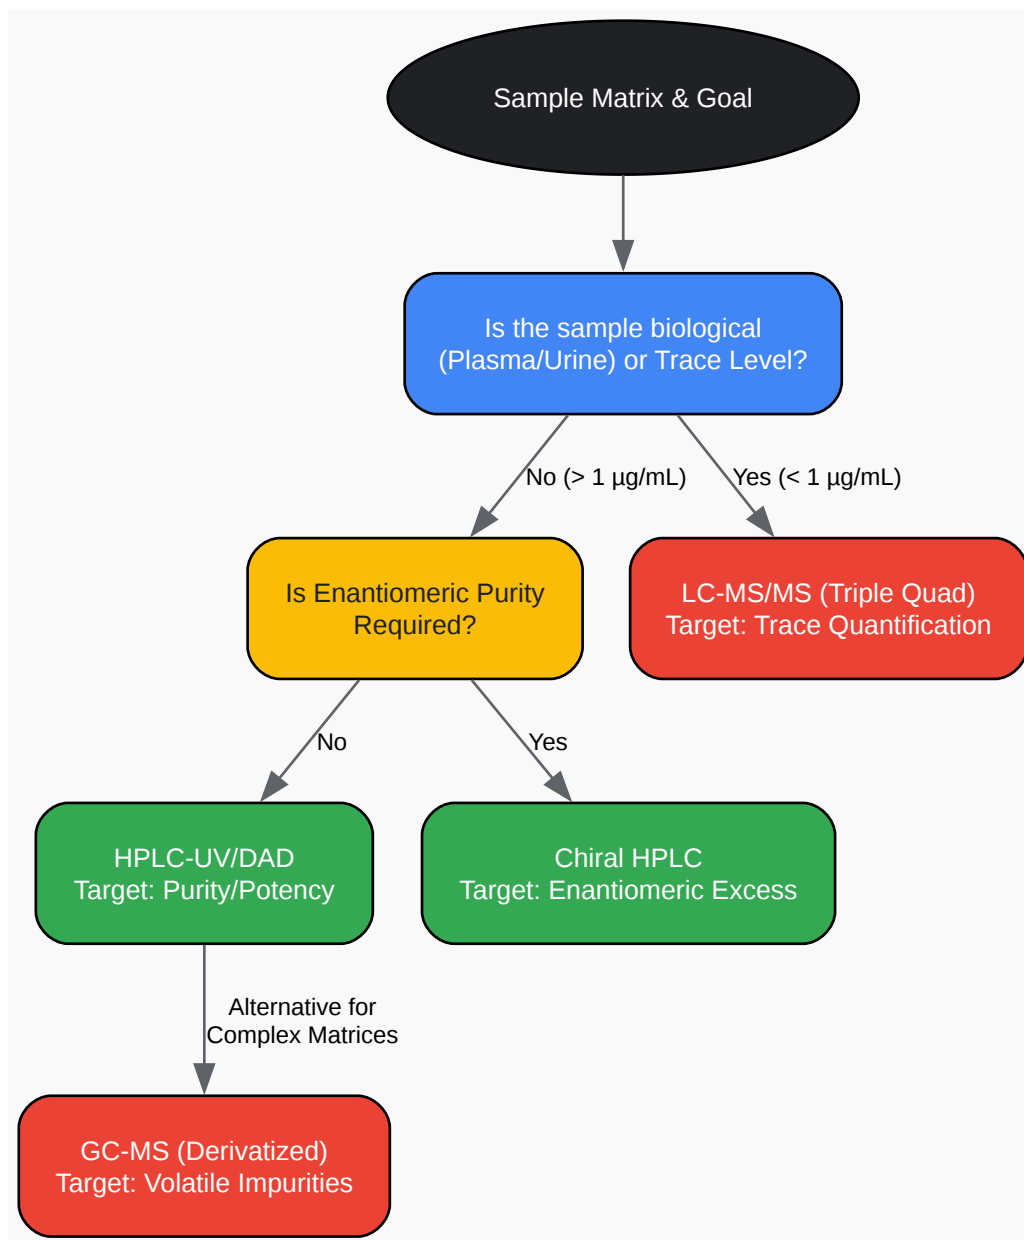 Sample Matrix & Goal
Is the sample biological
(Plasma/Urine) or Trace Level?
No (> 1 µg/mL)
Yes (< 1 µg/mL)
Is Enantiomeric Purity
Required?
LC-MS/MS (Triple Quad)
Target: Trace Quantification
No
Yes
HPLC-UV/DAD
Target: Purity/Potency
Chiral HPLC
Target: Enantiomeric Excess
Alternative for
Complex Matrices
GC-MS (Derivatized)
Target: Volatile Impurities